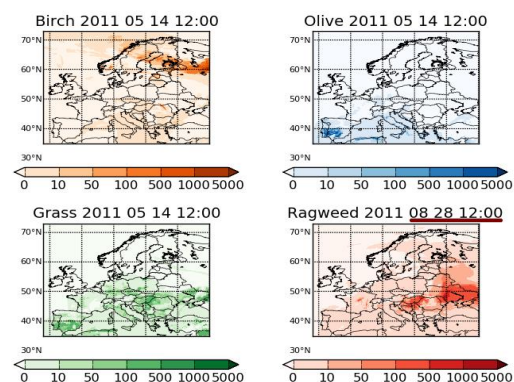 Birch 2011 05 14 12:00
70°N
60°N
50°N
40°N
30°N
0 10 50 100 500 1000 5000
Olive 2011 05 14 12:00
70°N
60°N
50°N
40°N
30°N
0 10 50 100 500 1000 5000
Grass 2011 05 14 12:00
70°N
60°N
50°N
40°N
30°N
0 10 50 100 500 1000 5000
Ragweed 2011 08 28 12:00
70°N
60°N
50°N
40°N
30°N
0 10 50 100 500 1000 5000